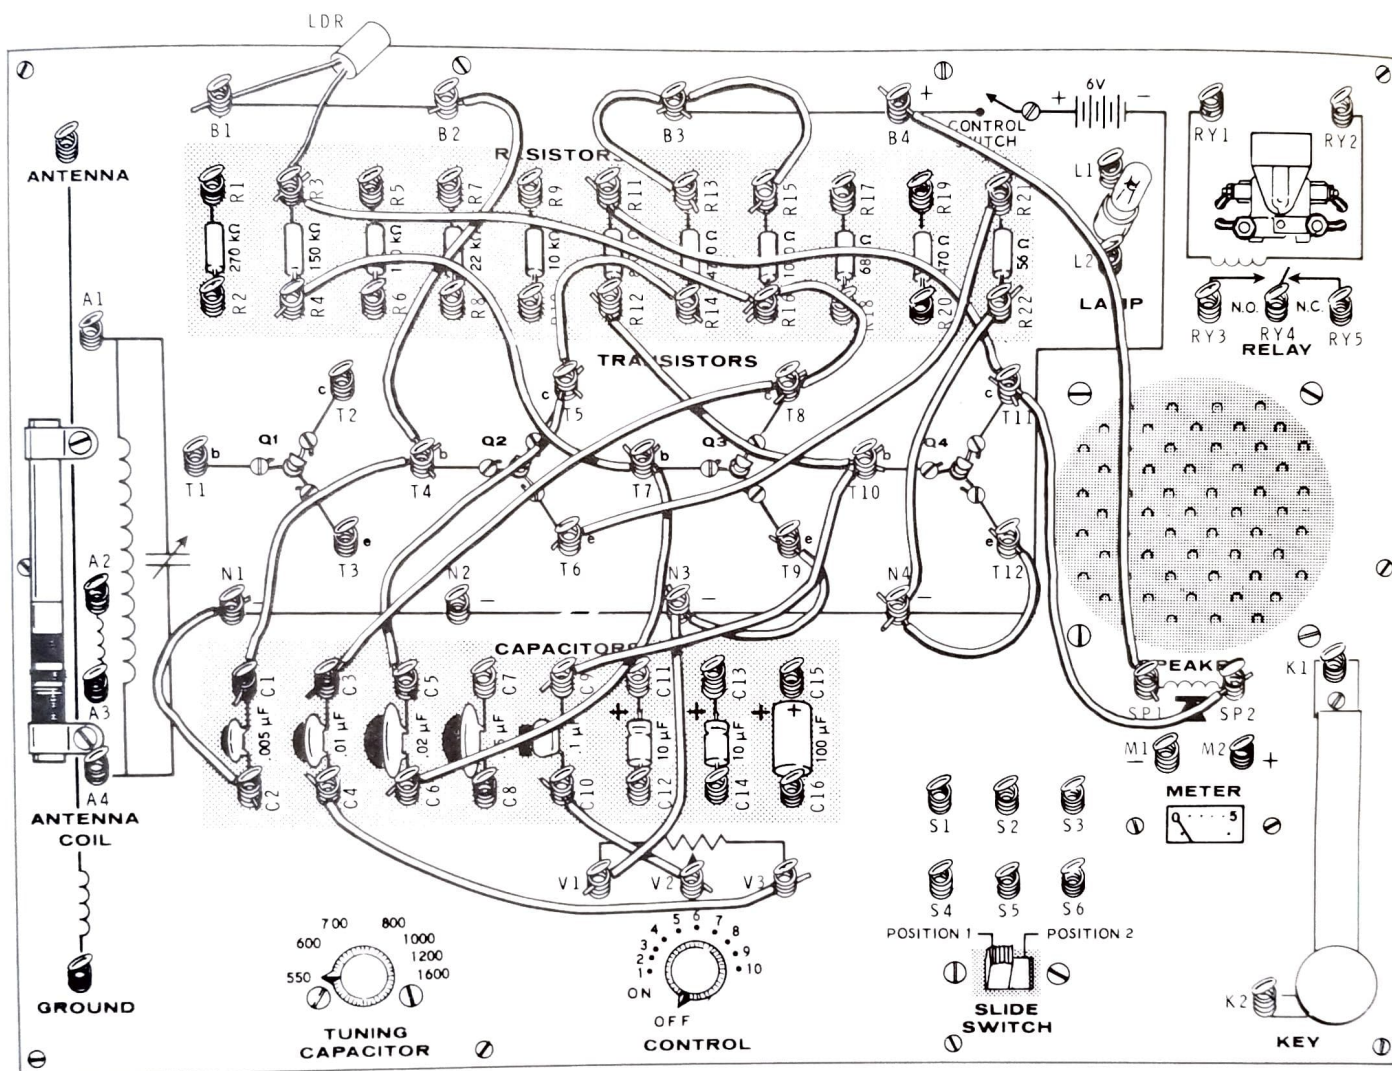 LDR
B1
B2
B3
B4
+
CONTROL
SWITCH
+
6V
−
RY1
RY2
ANTENNA
RESISTORS
L1
R1
R3
R5
R7
R9
R11
R13
R15
R17
R19
270 kΩ
150 kΩ
22 kΩ
10 kΩ
470 Ω
56 Ω
R2
R4
R6
R8
R12
R14
R16
R18
R20
R22
L2
LAMP
N.O.
N.C.
RY3
RY4
RY5
RELAY
A1
TRANSISTORS
c
T2
c
T5
c
T8
c
T11
b
Q1
Q2
b
Q3
Q4
T1
T4
T7
T10
e
T3
e
T6
e
T9
e
T12
A2
N1
−
N2
−
N3
−
N4
−
A3
CAPACITORS
C1
C3
C5
C7
C9
C11
C13
C15
+
+
+
+
.005 µF
.01 µF
.02 µF
.1 µF
10 µF
10 µF
100 µF
C2
C4
C6
C8
C10
C12
C14
C16
A4
ANTENNA
COIL
SP1
SP2
K1
M1
−
M2
+
METER
0
5
S1
S2
S3
S4
S5
S6
V1
V2
V3
POSITION 1
POSITION 2
SLIDE
SWITCH
550
600
700
800
1000
1200
1600
TUNING
CAPACITOR
ON
1
2
3
4
5
6
7
8
9
10
OFF
CONTROL
GROUND
K2
KEY